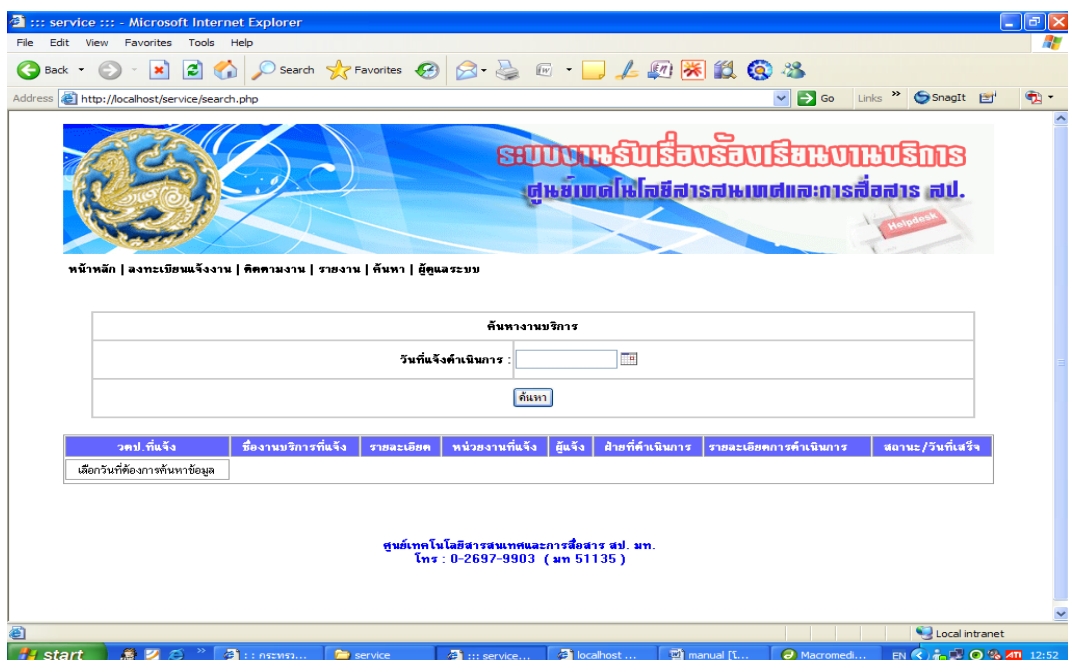 ::: service ::: - Microsoft Internet Explorer
File Edit View Favorites Tools Help
Back Search Favorites
Address http://localhost/service/search.php Go Links » SnagIt
ระบบงานรับเรื่องร้องเรียนงานบริการ
ศูนย์เทคโนโลยีสารสนเทศและการสื่อสาร สป.
Helpdesk
หน้าหลัก | ลงทะเบียนแจ้งงาน | ติดตามงาน | รายงาน | ค้นหา | ผู้ดูแลระบบ
ค้นหางานบริการ
วันที่แจ้งดำเนินการ :
ค้นหา
วดป.ที่แจ้ง ชื่องานบริการที่แจ้ง รายละเอียด หน่วยงานที่แจ้ง ผู้แจ้ง ฝ่ายที่ดำเนินการ รายละเอียดการดำเนินการ สถานะ/วันที่เสร็จ
เลือกวันที่ต้องการค้นหาข้อมูล
ศูนย์เทคโนโลยีสารสนเทศและการสื่อสาร สป. มท.
โทร : 0-2697-9903 ( มท 51135 )
Local intranet
start » : : กระทรว... service ::: service... localhost ... manual [โ... Macromedi... EN ATI 12:52